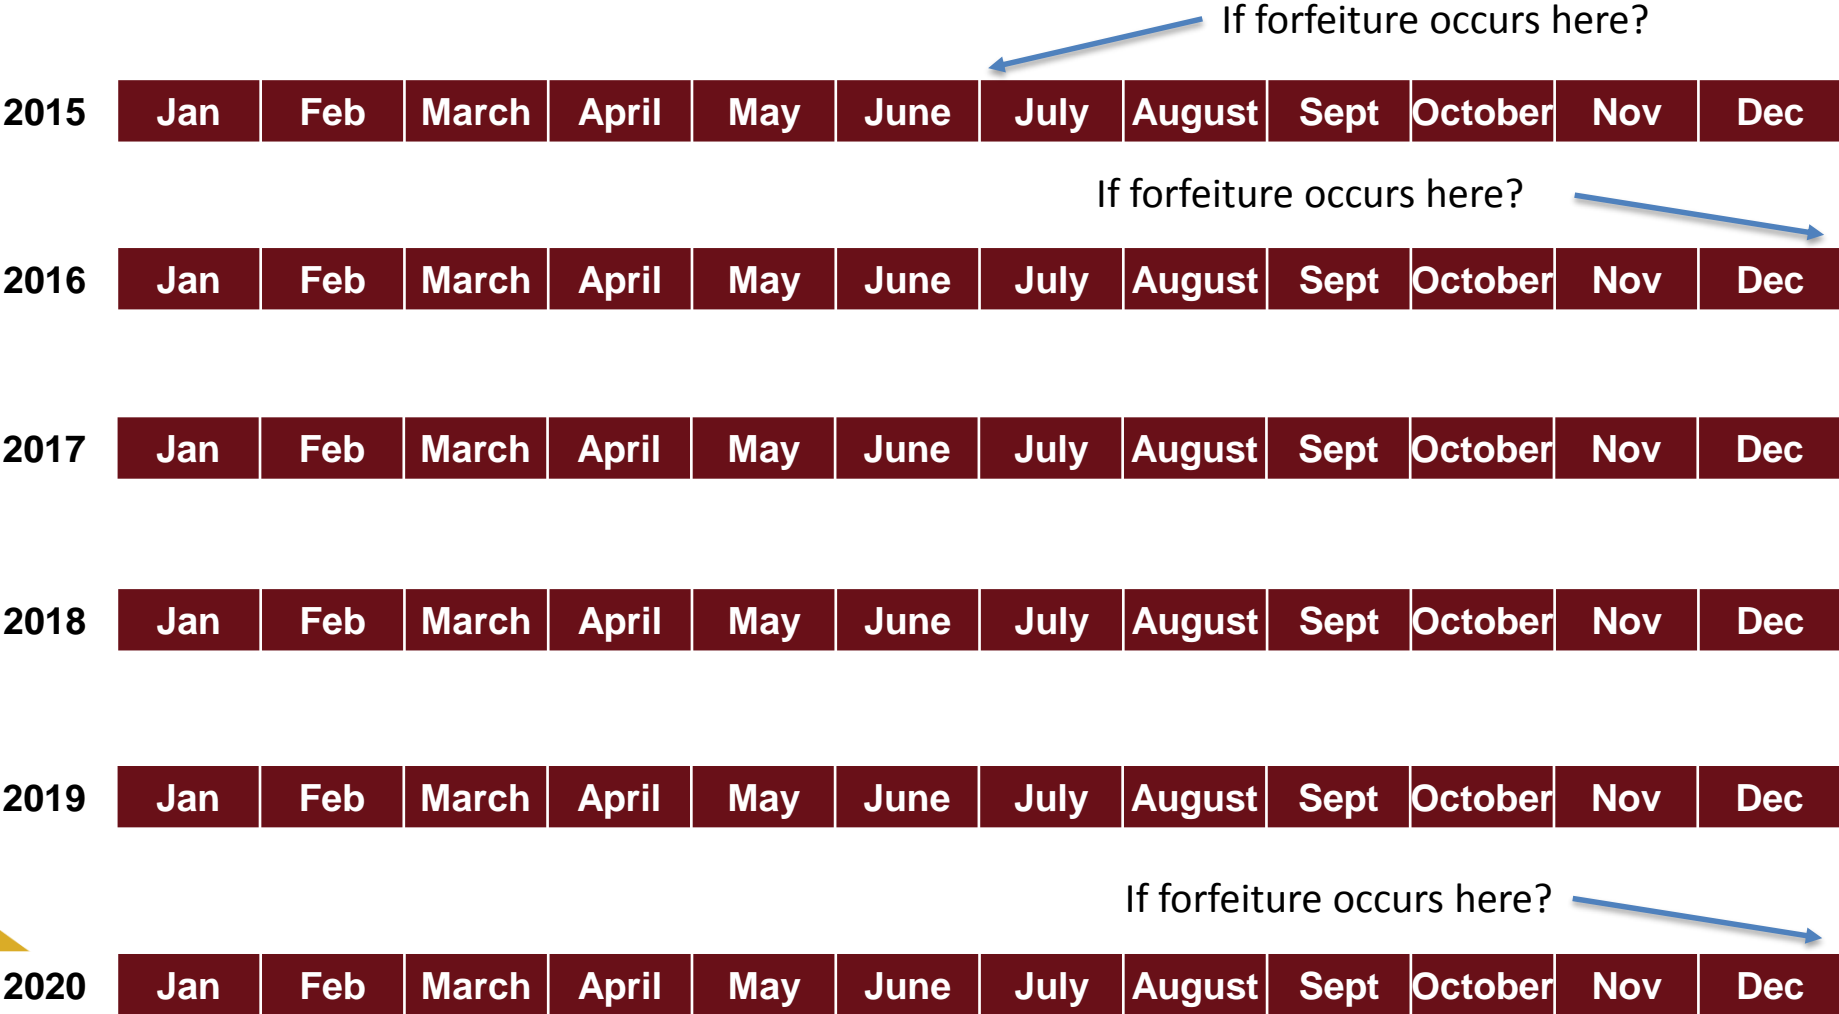 If forfeiture occurs here?
2015 Jan Feb March April May June July August Sept October Nov Dec
If forfeiture occurs here?
2016 Jan Feb March April May June July August Sept October Nov Dec
2017 Jan Feb March April May June July August Sept October Nov Dec
2018 Jan Feb March April May June July August Sept October Nov Dec
2019 Jan Feb March April May June July August Sept October Nov Dec
If forfeiture occurs here?
2020 Jan Feb March April May June July August Sept October Nov Dec